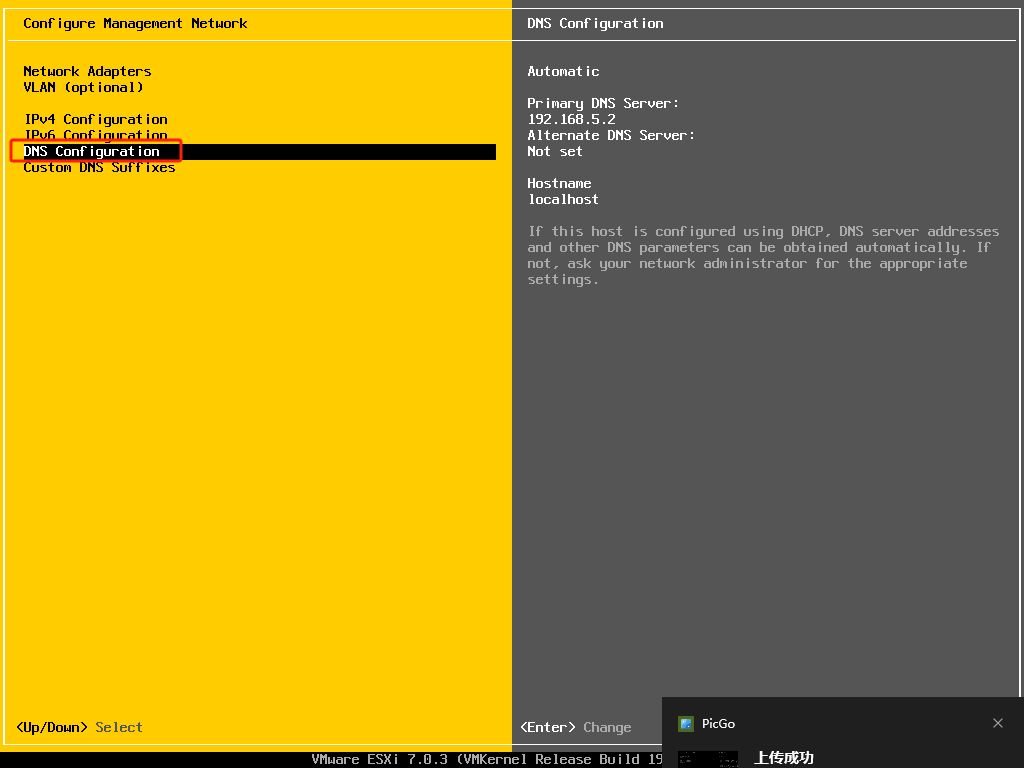 Configure Management Network
DNS Configuration
Network Adapters
VLAN (optional)
IPv4 Configuration
IPv6 Configuration
DNS Configuration
Custom DNS Suffixes
Automatic
Primary DNS Server:
192.168.5.2
Alternate DNS Server:
Not set
Hostname
localhost
If this host is configured using DHCP, DNS server addresses
and other DNS parameters can be obtained automatically. If
not, ask your network administrator for the appropriate
settings.
<Up/Down> Select
<Enter> Change
PicGo
上传成功
VMware ESXi 7.0.3 (VMKernel Release Build 19